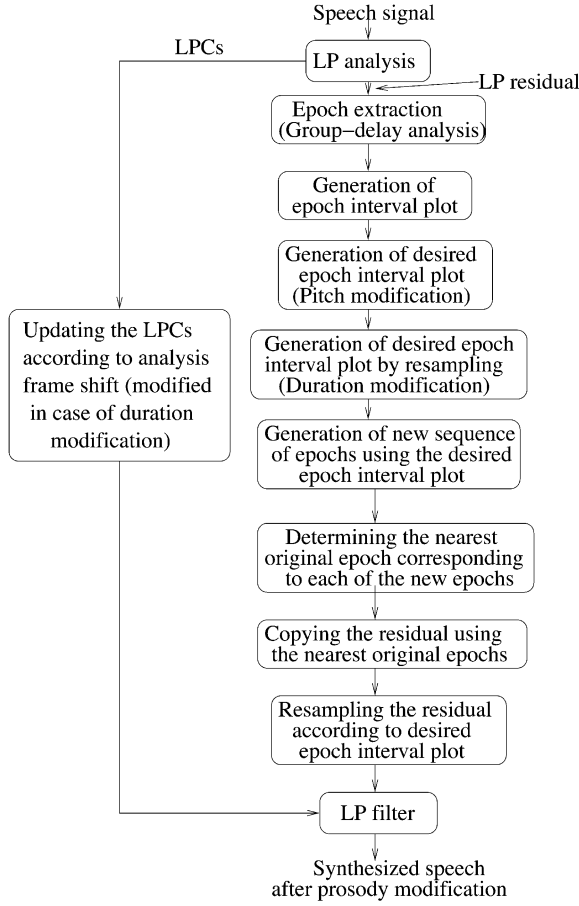 Speech signal
LPCs
LP analysis
LP residual
Epoch extraction
(Group−delay analysis)
Generation of
epoch interval plot
Generation of desired
epoch interval plot
(Pitch modification)
Updating the LPCs
according to analysis
frame shift (modified
in case of duration
modification)
Generation of desired epoch
interval plot by resampling
(Duration modification)
Generation of new sequence
of epochs using the desired
epoch interval plot
Determining the nearest
original epoch corresponding
to each of the new epochs
Copying the residual using
the nearest original epochs
Resampling the residual
according to desired
epoch interval plot
LP filter
Synthesized speech
after prosody modification